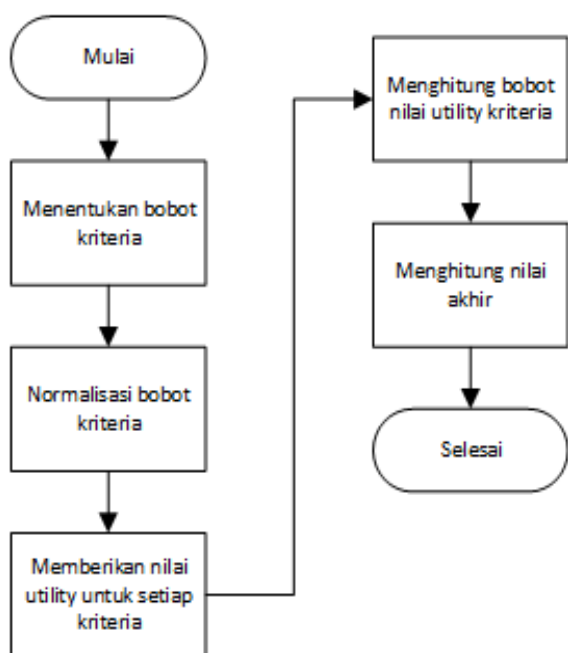 Mulai
Menentukan bobot
kriteria
Normalisasi bobot
kriteria
Memberikan nilai
utility untuk setiap
kriteria
Menghitung bobot
nilai utility kriteria
Menghitung nilai
akhir
Selesai